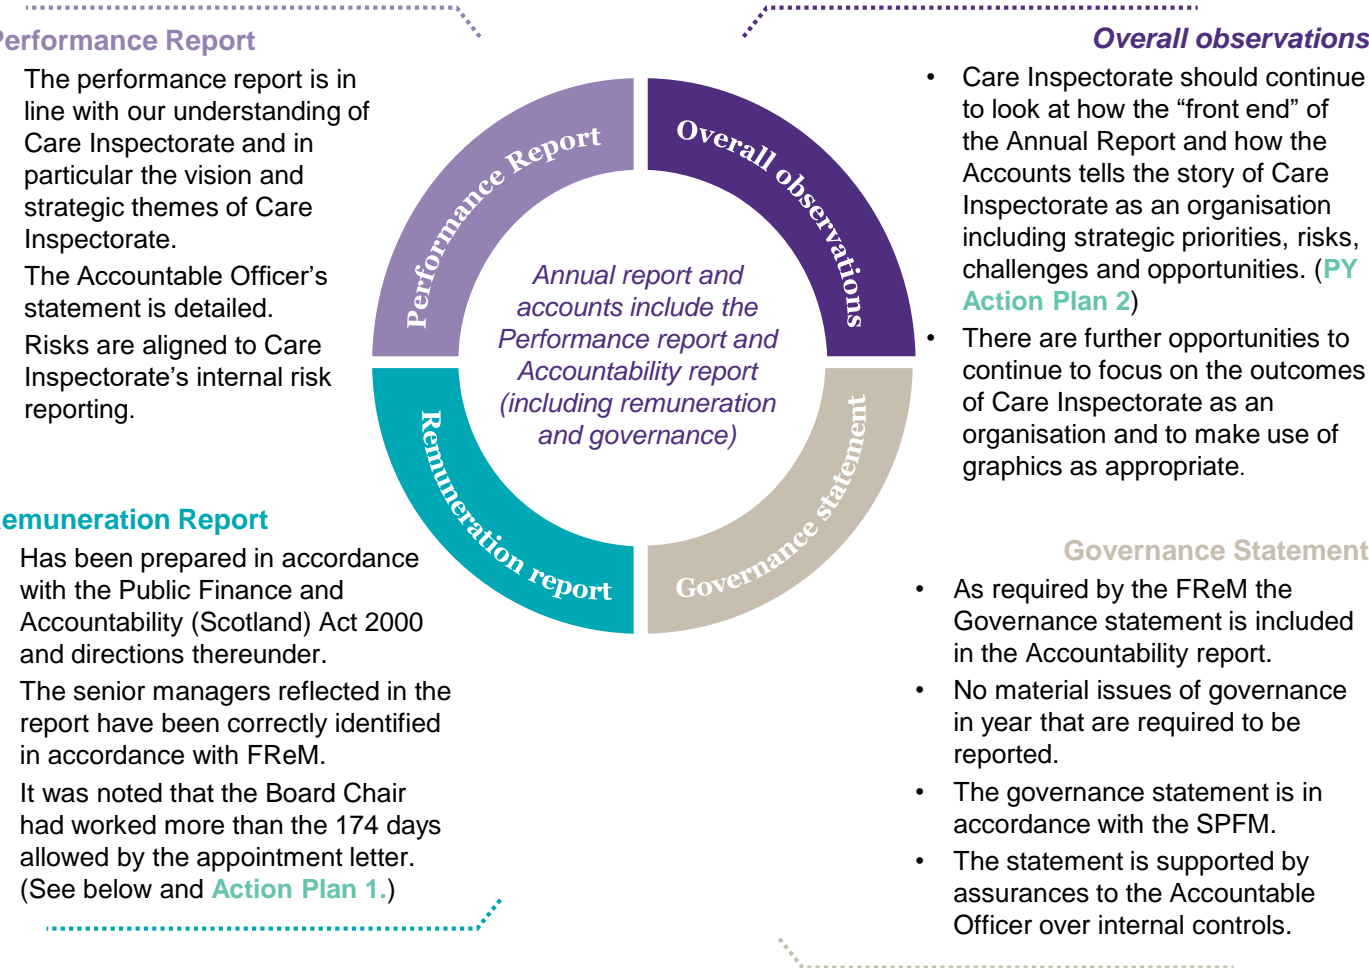 Performance Report
The performance report is in
line with our understanding of
Care Inspectorate and in
particular the vision and
strategic themes of Care
Inspectorate.
The Accountable Officer's
statement is detailed.
Risks are aligned to Care
Inspectorate's internal risk
reporting.
Remuneration Report
Has been prepared in accordance
with the Public Finance and
Accountability (Scotland) Act 2000
and directions thereunder.
The senior managers reflected in the
report have been correctly identified
in accordance with FReM.
It was noted that the Board Chair
had worked more than the 174 days
allowed by the appointment letter.
(See below and Action Plan 1.)
Performance Report
Overall observations
Remuneration report
Governance statement
Annual report and
accounts include the
Performance report and
Accountability report
(including remuneration
and governance)
Overall observations
• Care Inspectorate should continue
to look at how the “front end” of
the Annual Report and how the
Accounts tells the story of Care
Inspectorate as an organisation
including strategic priorities, risks,
challenges and opportunities. (PY
Action Plan 2)
• There are further opportunities to
continue to focus on the outcomes
of Care Inspectorate as an
organisation and to make use of
graphics as appropriate.
Governance Statement
• As required by the FReM the
Governance statement is included
in the Accountability report.
• No material issues of governance
in year that are required to be
reported.
• The governance statement is in
accordance with the SPFM.
• The statement is supported by
assurances to the Accountable
Officer over internal controls.